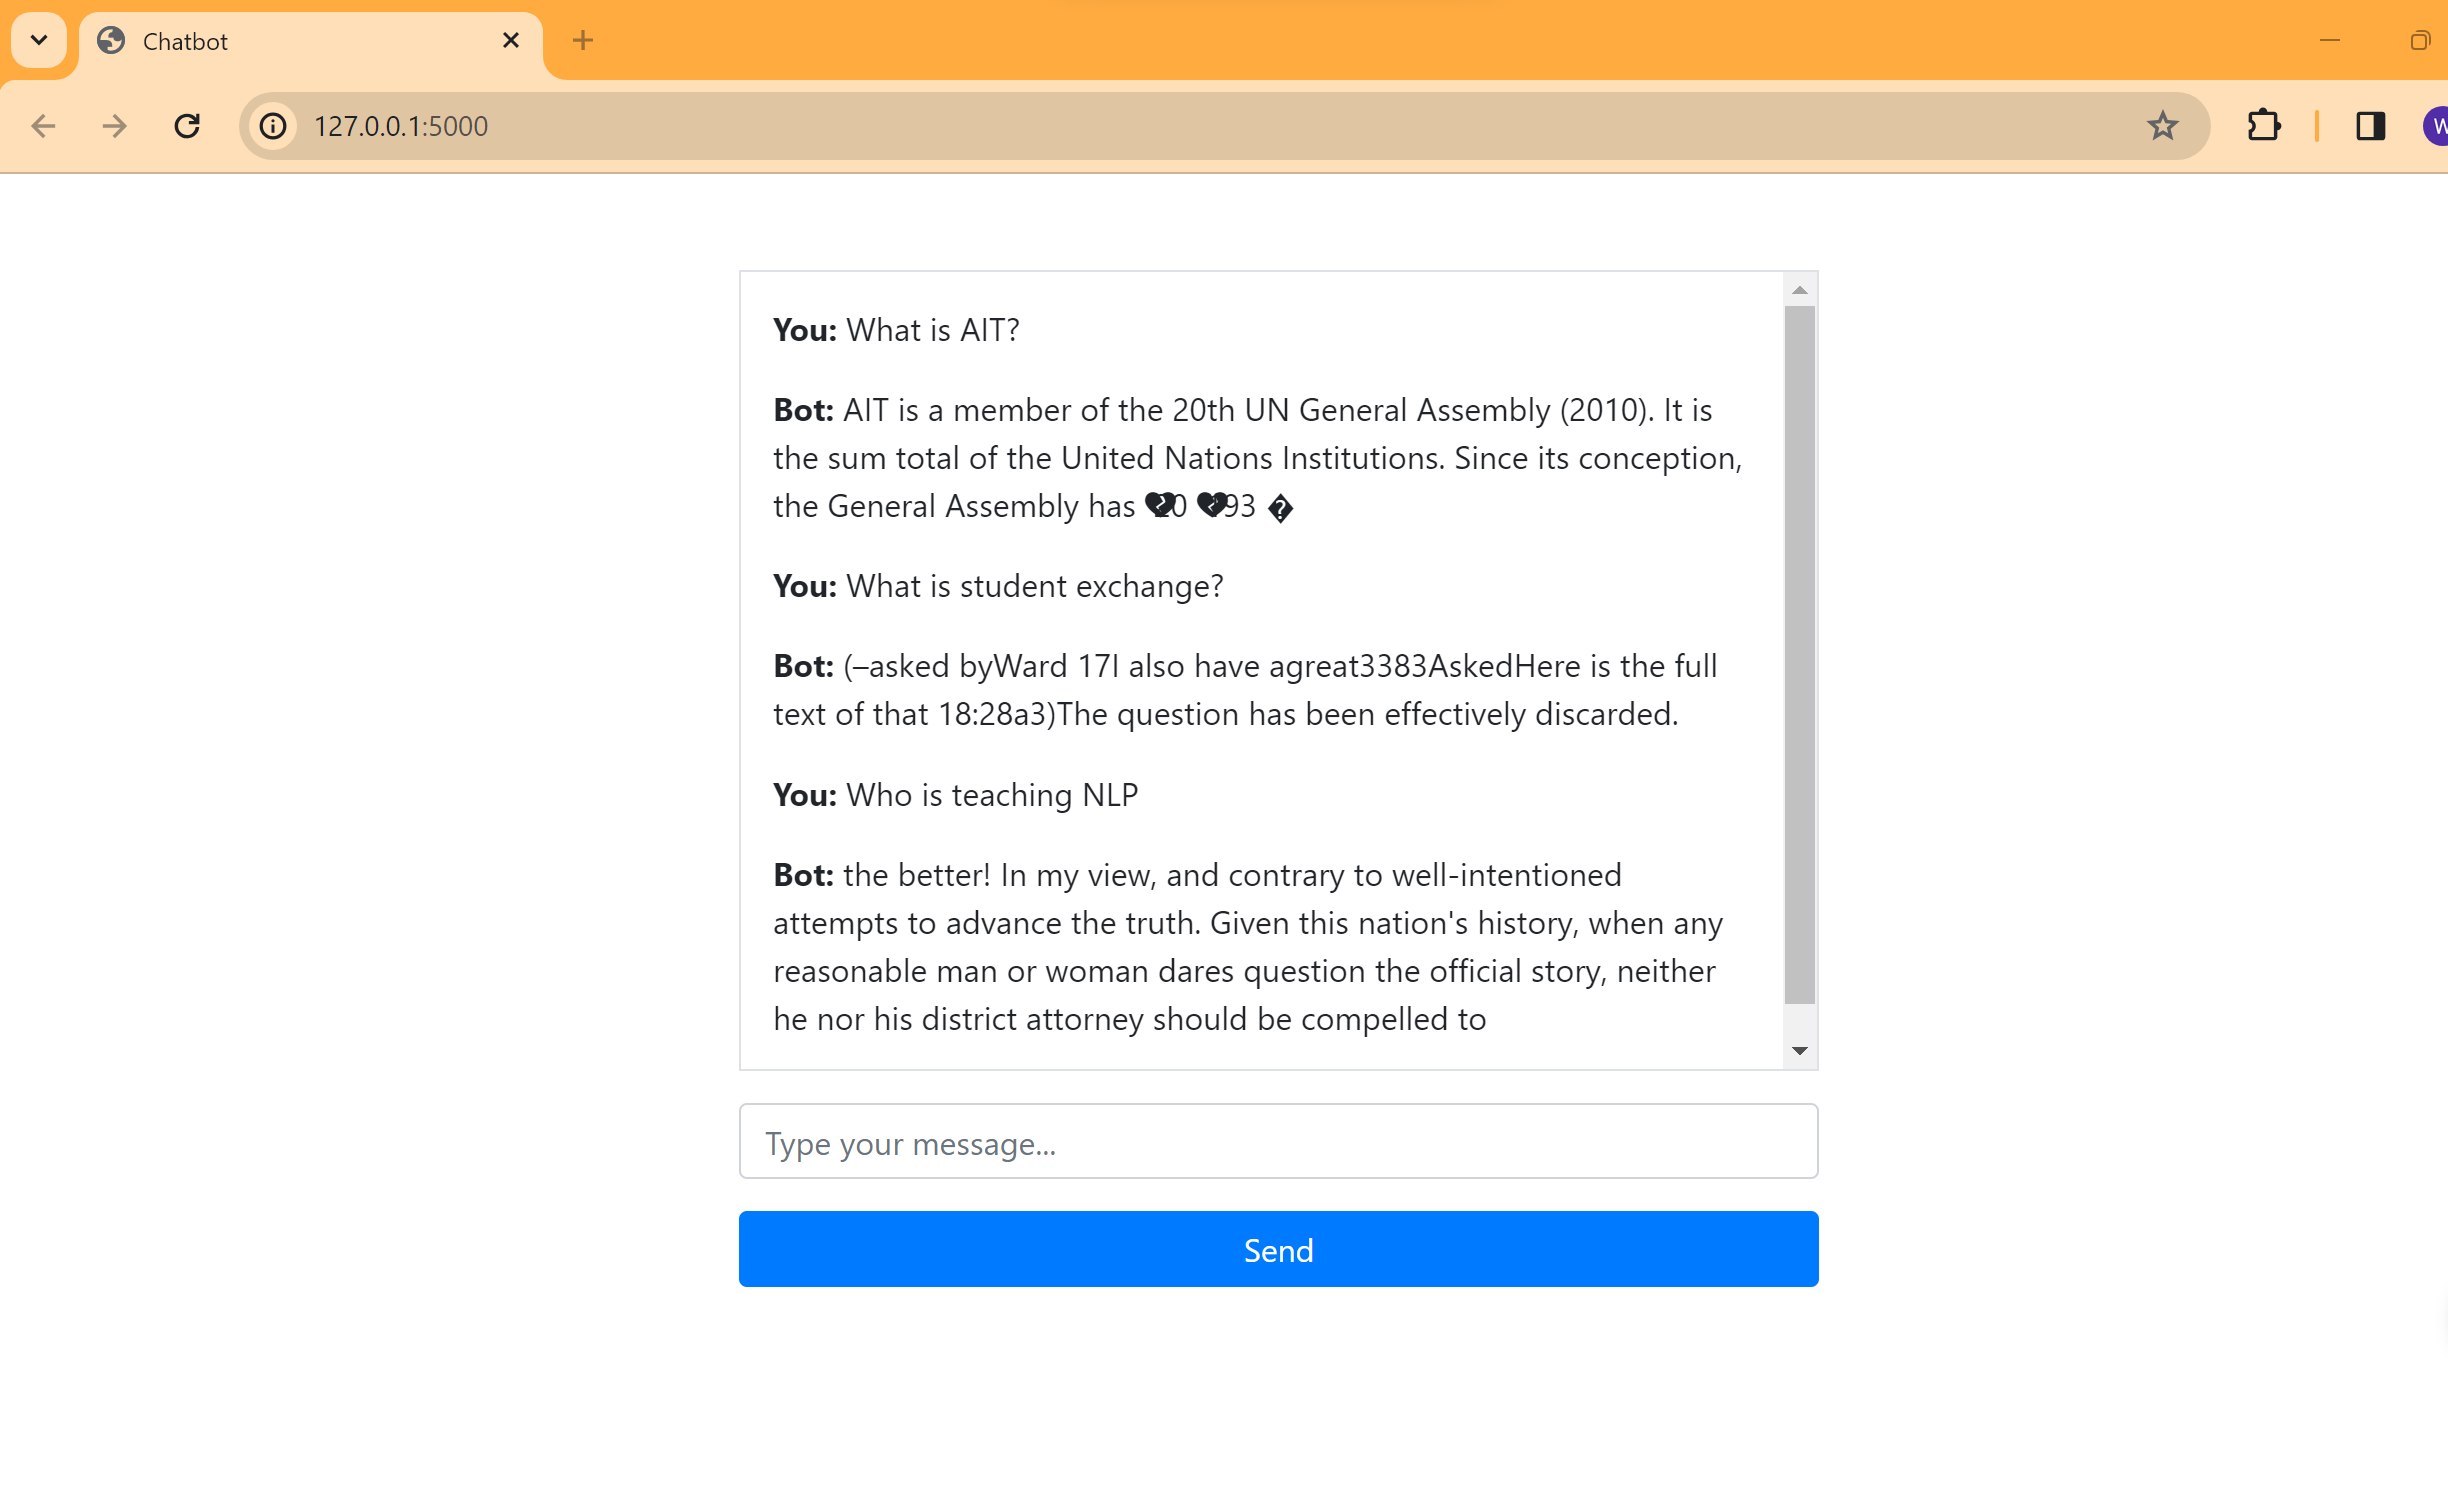 Chatbot
127.0.0.1:5000
W
You: What is AIT?
Bot: AIT is a member of the 20th UN General Assembly (2010). It is
the sum total of the United Nations Institutions. Since its conception,
the General Assembly has 💔20 💔193 �
You: What is student exchange?
Bot: (–asked byWard 17I also have agreat3383AskedHere is the full
text of that 18:28a3)The question has been effectively discarded.
You: Who is teaching NLP
Bot: the better! In my view, and contrary to well-intentioned
attempts to advance the truth. Given this nation's history, when any
reasonable man or woman dares question the official story, neither
he nor his district attorney should be compelled to
Type your message...
Send